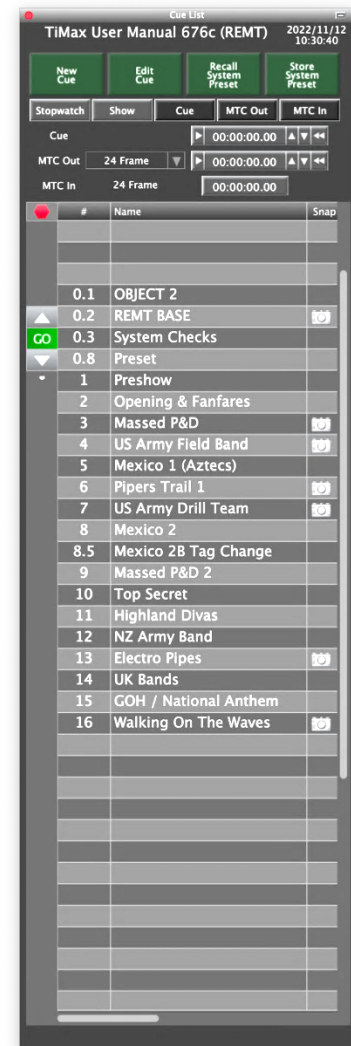 Cue List
TiMax User Manual 676c (REMT) 2022/11/12
10:30:40
New Cue
Edit Cue
Recall System Preset
Store System Preset
Stopwatch Show Cue MTC Out MTC In
Cue 00:00:00.00
MTC Out 24 Frame 00:00:00.00
MTC In 24 Frame 00:00:00.00
# Name Snap
0.1 OBJECT 2
0.2 REMT BASE
GO 0.3 System Checks
0.8 Preset
1 Preshow
2 Opening & Fanfares
3 Massed P&D
4 US Army Field Band
5 Mexico 1 (Aztecs)
6 Pipers Trail 1
7 US Army Drill Team
8 Mexico 2
8.5 Mexico 2B Tag Change
9 Massed P&D 2
10 Top Secret
11 Highland Divas
12 NZ Army Band
13 Electro Pipes
14 UK Bands
15 GOH / National Anthem
16 Walking On The Waves